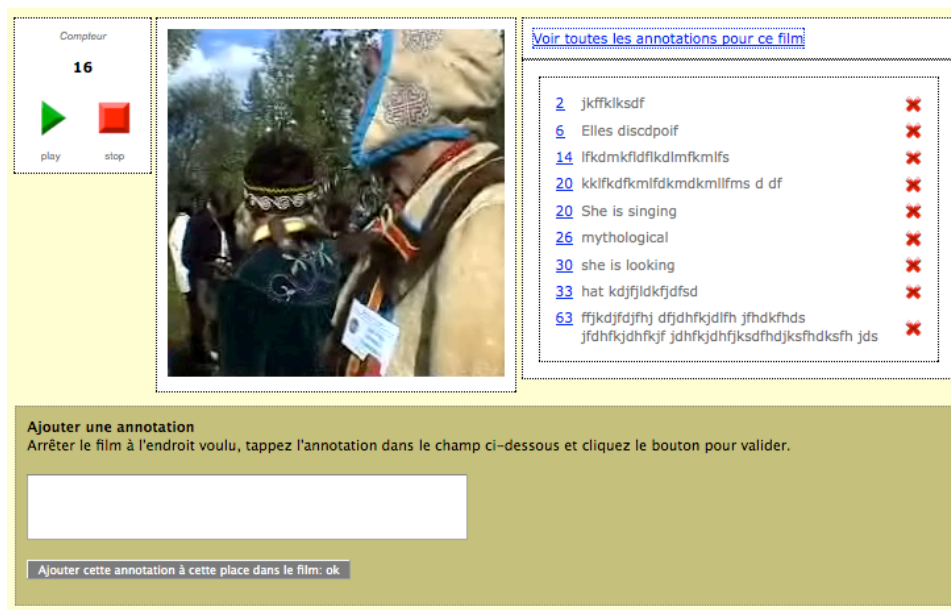 Compteur
16
play stop
Voir toutes les annotations pour ce film
2 jkffklksdf
6 Elles discdpoif
14 lfkdmkfldflkdlmfkmlfs
20 kklfkdfkmlfdkmdkmllfms d df
20 She is singing
26 mythological
30 she is looking
33 hat kdjfjldkfjdfsd
63 ffjkdjfdjfhj dfjdhfkjdlfh jfhdkfhds
jfdhfkjdhfkjf jdhfkjdhfjksdfhdjksfhdksfh jds
Ajouter une annotation
Arrêter le film à l'endroit voulu, tappez l'annotation dans le champ ci-dessous et cliquez le bouton pour valider.
Ajouter cette annotation à cette place dans le film: ok